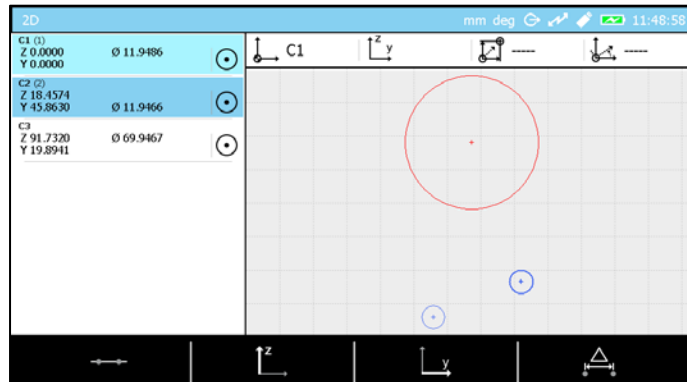 2D
mm deg 11:48:58
C1 (1)
Z 0.0000 Ø 11.9486
Y 0.0000
C2 (2)
Z 18.4574
Y 45.8630 Ø 11.9466
C3
Z 91.7320 Ø 69.9467
Y 19.8941
C1
z
y
-----
-----
z
y